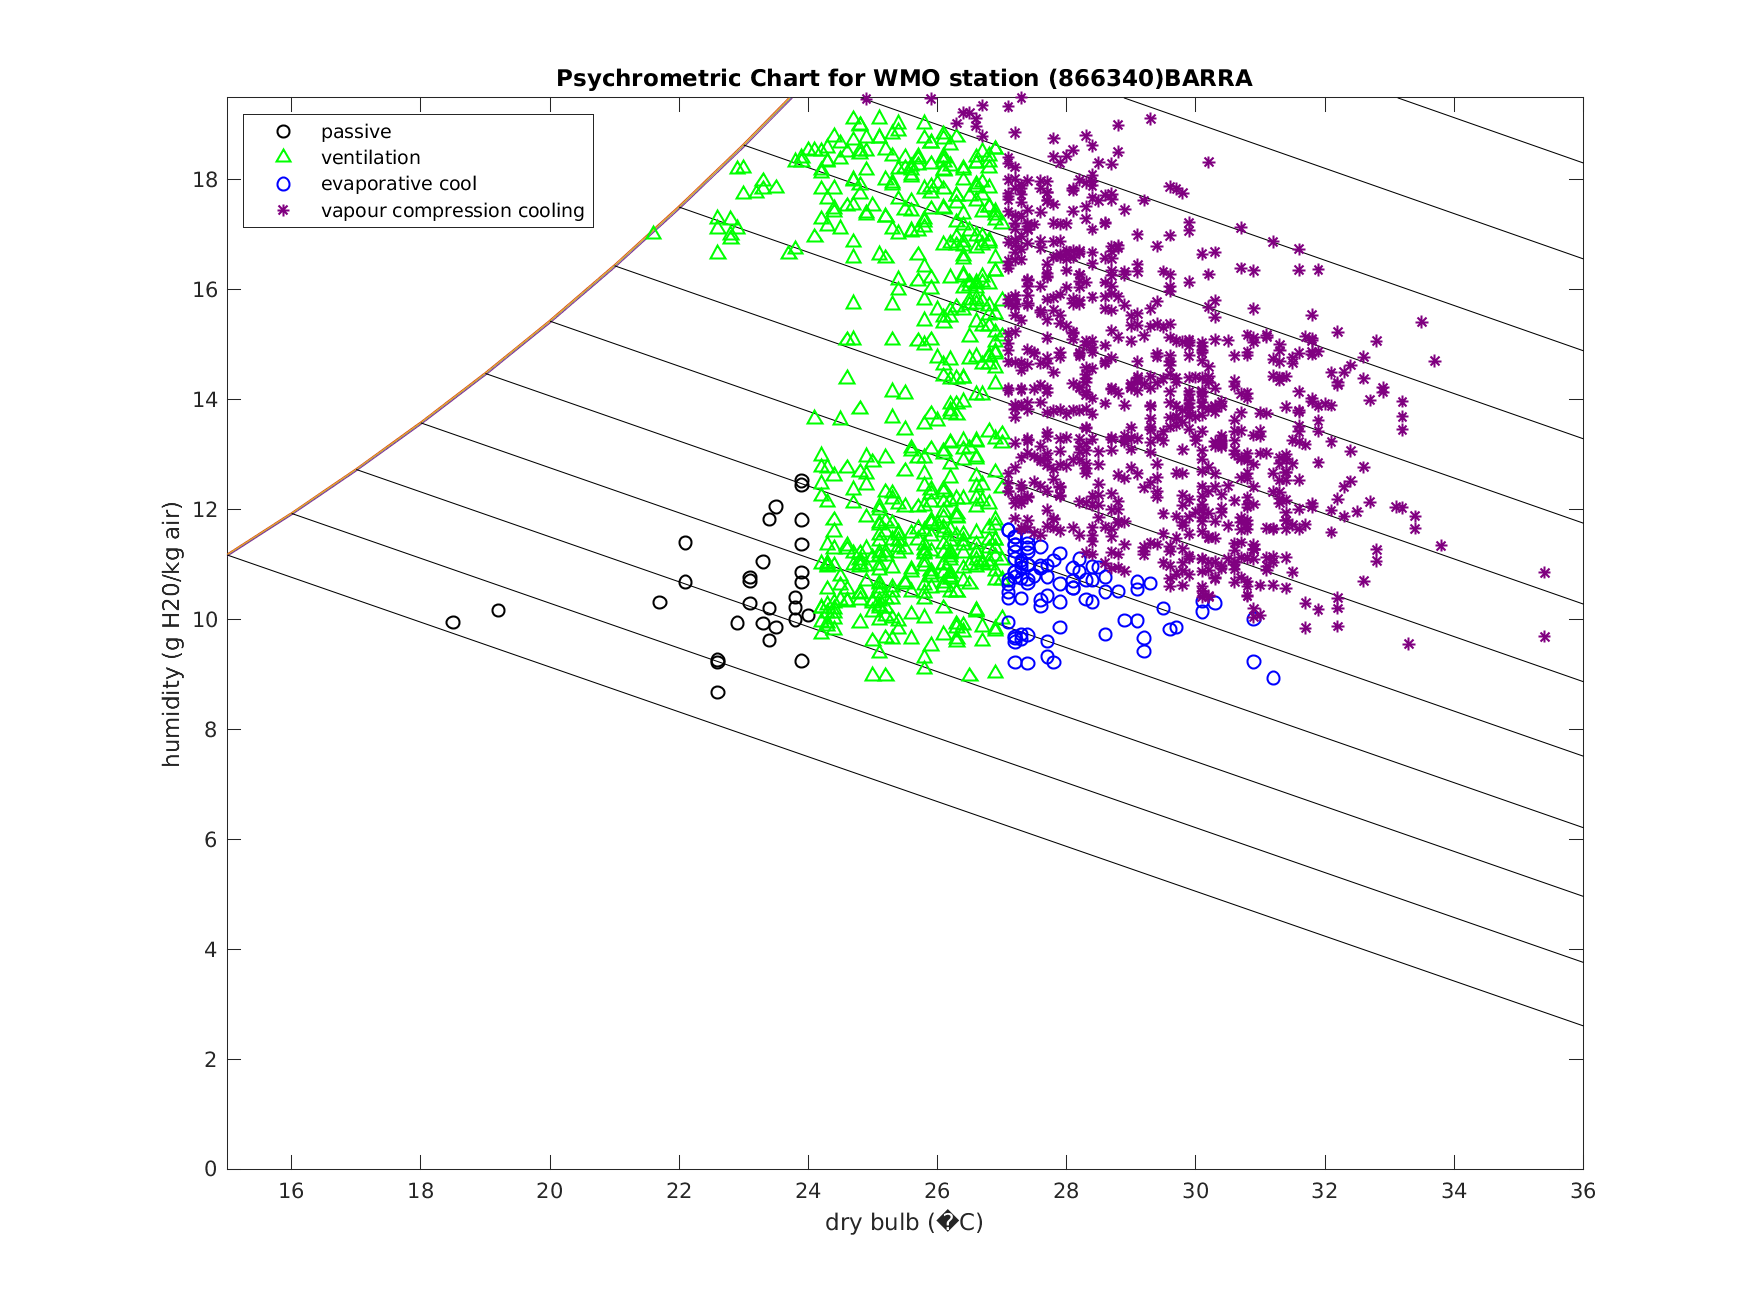 Psychrometric Chart for WMO station (866340)BARRA
passive
ventilation
evaporative cool
vapour compression cooling
humidity (g H20/kg air)
18
16
14
12
10
8
6
4
2
0
16 18 20 22 24 26 28 30 32 34 36
dry bulb (�C)